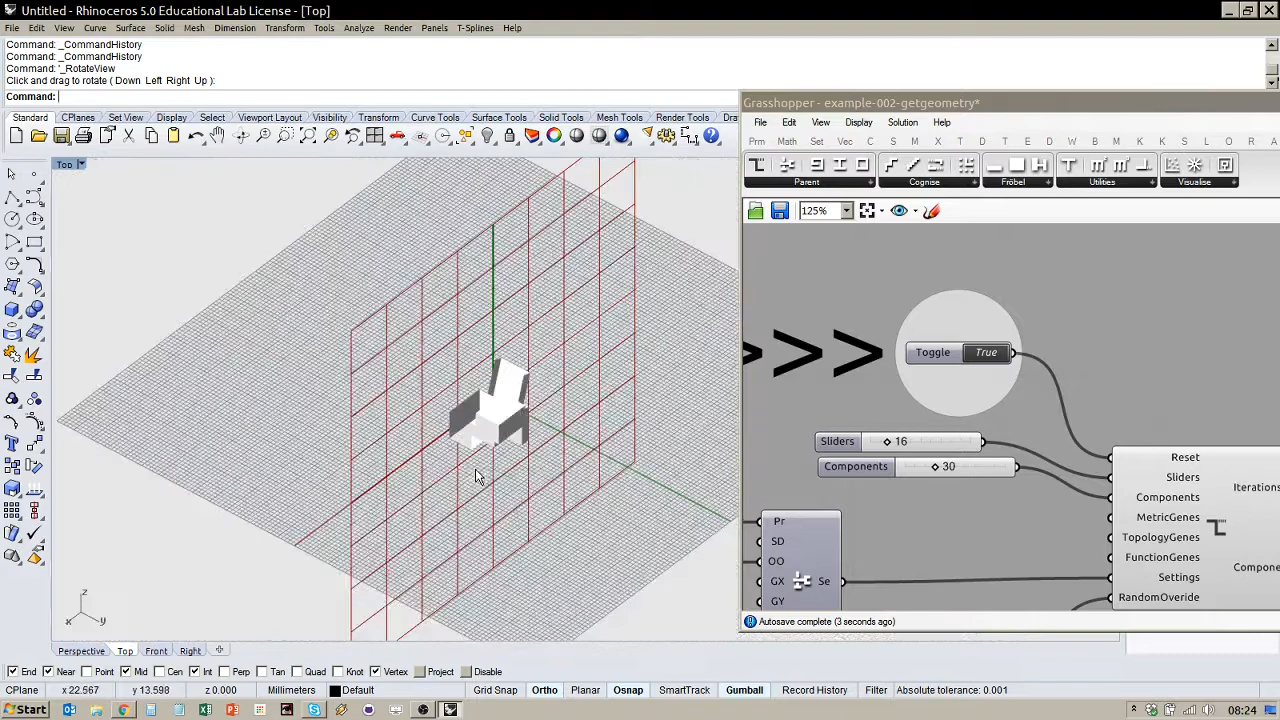 Untitled - Rhinoceros 5.0 Educational Lab License - [Top]
File Edit View Curve Surface Solid Mesh Dimension Transform Tools Analyze Render Panels T-Splines Help
Command: _CommandHistory
Command: _CommandHistory
Command: '_RotateView
Click and drag to rotate ( Down Left Right Up ):
Command:
Standard CPlanes Set View Display Select Viewport Layout Visibility Transform Curve Tools Surface Tools Solid Tools Mesh Tools Render Tools Dra
Top
z
x y
Perspective Top Front Right
End Near Point Mid Cen Int Perp Tan Quad Knot Vertex Project Disable
CPlane x 22.567 y 13.598 z 0.000 Millimeters Default Grid Snap Ortho Planar Osnap SmartTrack Gumball Record History Filter Absolute tolerance: 0.001
Start 08:24
Grasshopper - example-002-getgeometry*
File Edit View Display Solution Help
Prm Math Set Vec C S M X T D W U K E D M M K T V L O R A
Parent Cognise Fröbel Utilities Visualise
125%
>>>
Toggle True
Sliders 16
Components 30
Reset
Sliders
Components
MetricGenes
TopologyGenes
FunctionGenes
Settings
RandomOveride
Iterations
Compone
Pr
SD
OO
GX Se
GY
Autosave complete (3 seconds ago)